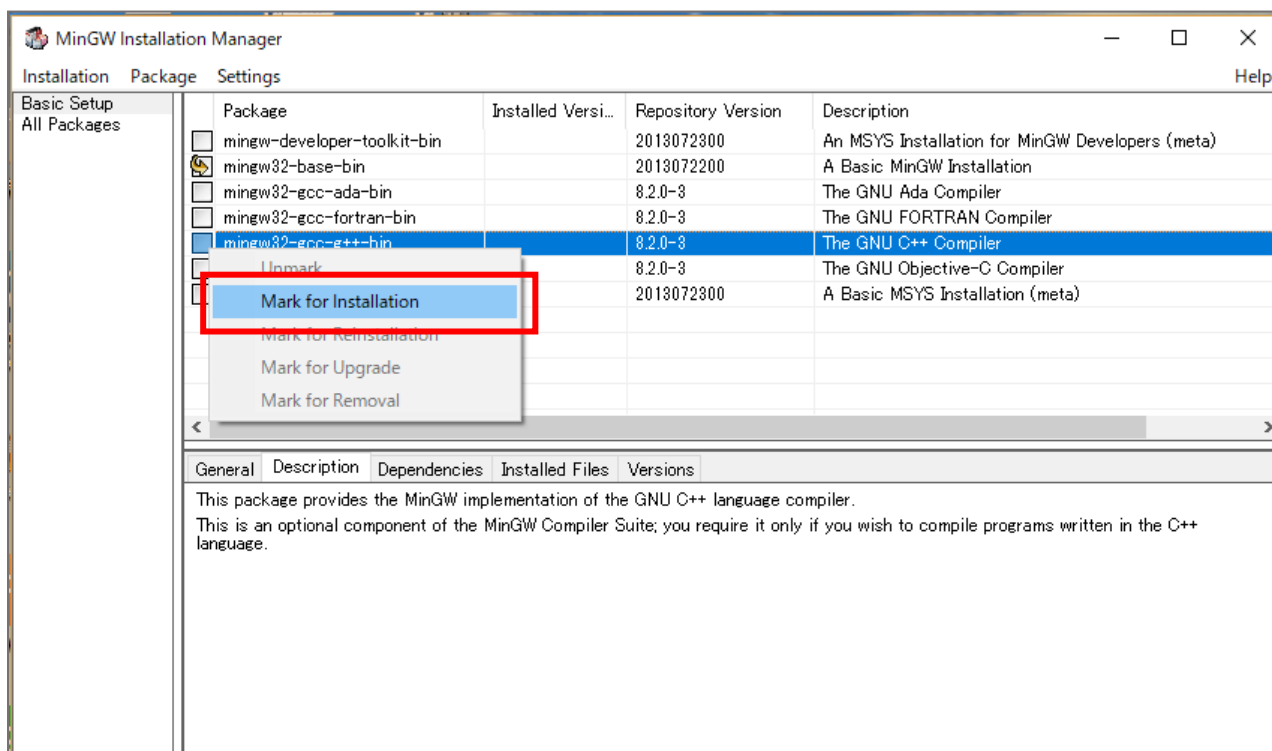 MinGW Installation Manager
Installation Package Settings Help
Basic Setup
All Packages
Package Installed Versi... Repository Version Description
mingw-developer-toolkit-bin 2013072300 An MSYS Installation for MinGW Developers (meta)
mingw32-base-bin 2013072200 A Basic MinGW Installation
mingw32-gcc-ada-bin 8.2.0-3 The GNU Ada Compiler
mingw32-gcc-fortran-bin 8.2.0-3 The GNU FORTRAN Compiler
mingw32-gcc-g++-bin 8.2.0-3 The GNU C++ Compiler
8.2.0-3 The GNU Objective-C Compiler
2013072300 A Basic MSYS Installation (meta)
Unmark
Mark for Installation
Mark for Reinstallation
Mark for Upgrade
Mark for Removal
General Description Dependencies Installed Files Versions
This package provides the MinGW implementation of the GNU C++ language compiler.
This is an optional component of the MinGW Compiler Suite; you require it only if you wish to compile programs written in the C++
language.